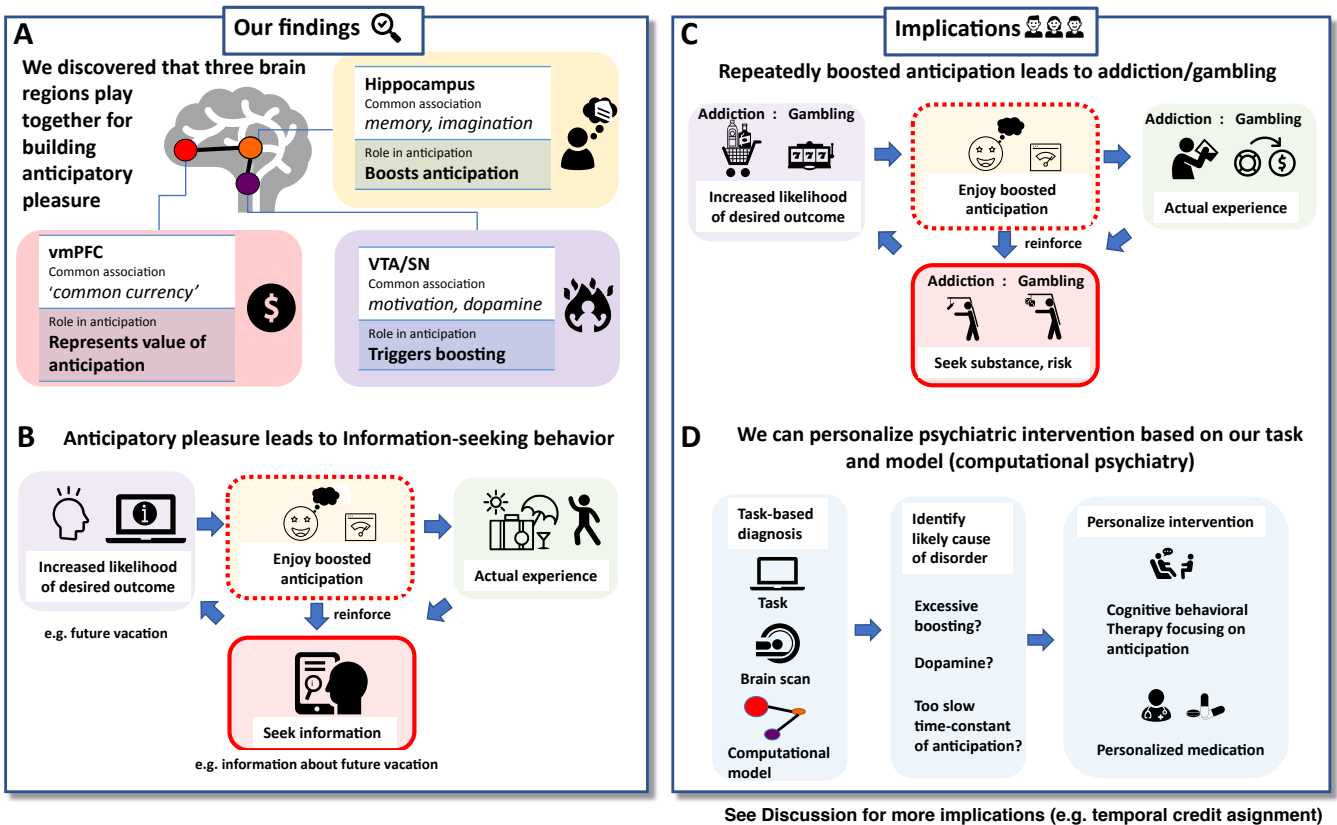 Our findings
A
We discovered that three brain
regions play
together for
building
anticipatory
pleasure
Hippocampus
Common association
memory, imagination
Role in anticipation
Boosts anticipation
vmPFC
Common association
‘common currency’
Role in anticipation
Represents value of
anticipation
$
VTA/SN
Common association
motivation, dopamine
Role in anticipation
Triggers boosting
B
Anticipatory pleasure leads to Information-seeking behavior
i
Increased likelihood
of desired outcome
e.g. future vacation
Enjoy boosted
anticipation
Actual experience
reinforce
i
Seek information
e.g. information about future vacation
Implications
C
Repeatedly boosted anticipation leads to addiction/gambling
Addiction : Gambling
777
Increased likelihood
of desired outcome
Enjoy boosted
anticipation
Addiction : Gambling
$
Actual experience
reinforce
Addiction : Gambling
Seek substance, risk
D
We can personalize psychiatric intervention based on our task
and model (computational psychiatry)
Task-based
diagnosis
Task
Brain scan
Computational
model
Identify
likely cause
of disorder
Excessive
boosting?
Dopamine?
Too slow
time-constant
of anticipation?
Personalize intervention
Cognitive behavioral
Therapy focusing on
anticipation
Personalized medication
See Discussion for more implications (e.g. temporal credit asignment)